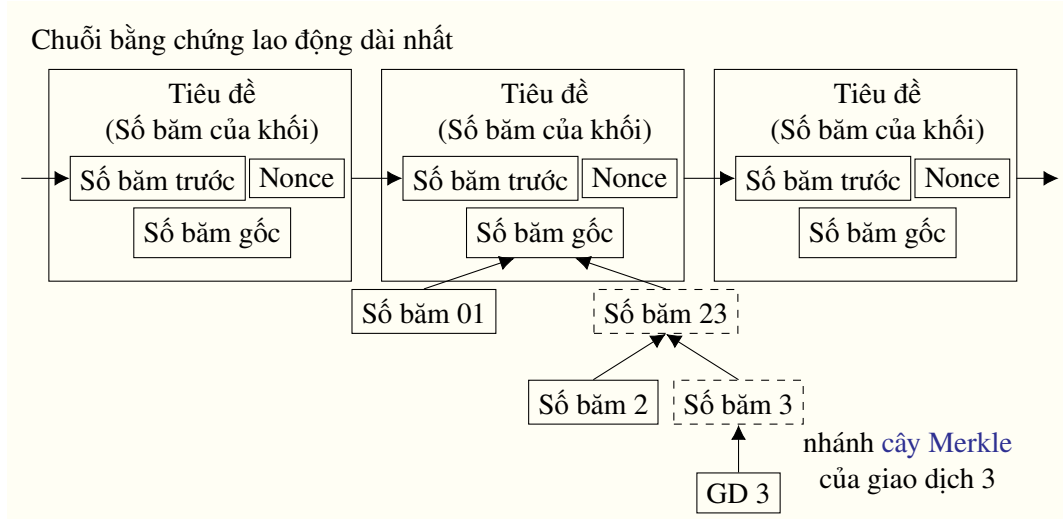 Chuỗi bằng chứng lao động dài nhất
Tiêu đề
(Số băm của khối)
Số băm trước
Nonce
Số băm gốc
Tiêu đề
(Số băm của khối)
Số băm trước
Nonce
Số băm gốc
Tiêu đề
(Số băm của khối)
Số băm trước
Nonce
Số băm gốc
Số băm 01
Số băm 23
Số băm 2
Số băm 3
GD 3
nhánh cây Merkle
của giao dịch 3